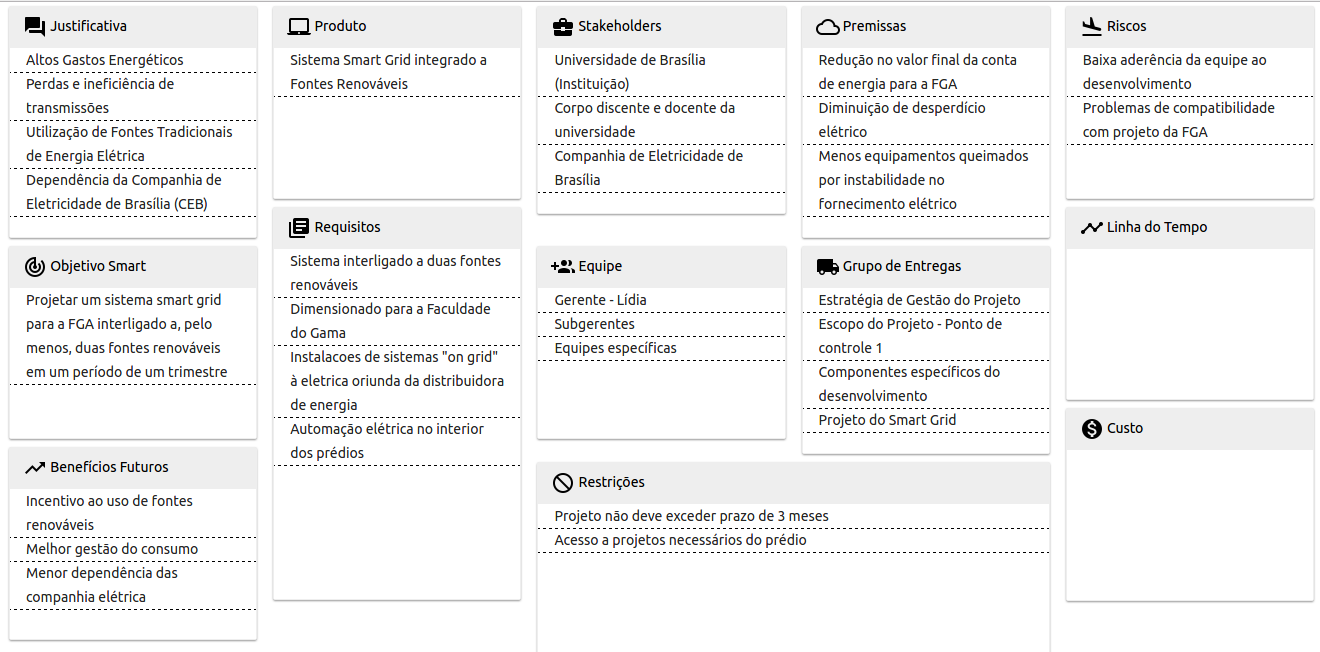 Justificativa
Altos Gastos Energéticos
Perdas e ineficiência de
transmissões
Utilização de Fontes Tradicionais
de Energia Elétrica
Dependência da Companhia de
Eletricidade de Brasília (CEB)
Objetivo Smart
Projetar um sistema smart grid
para a FGA interligado a, pelo
menos, duas fontes renováveis
em um período de um trimestre
Benefícios Futuros
Incentivo ao uso de fontes
renováveis
Melhor gestão do consumo
Menor dependência das
companhia elétrica
Produto
Sistema Smart Grid integrado a
Fontes Renováveis
Requisitos
Sistema interligado a duas fontes
renováveis
Dimensionado para a Faculdade
do Gama
Instalacoes de sistemas "on grid"
à eletrica oriunda da distribuidora
de energia
Automação elétrica no interior
dos prédios
Stakeholders
Universidade de Brasília
(Instituição)
Corpo discente e docente da
universidade
Companhia de Eletricidade de
Brasília
Equipe
Gerente - Lídia
Subgerentes
Equipes específicas
Premissas
Redução no valor final da conta
de energia para a FGA
Diminuição de desperdício
elétrico
Menos equipamentos queimados
por instabilidade no
fornecimento elétrico
Grupo de Entregas
Estratégia de Gestão do Projeto
Escopo do Projeto - Ponto de
controle 1
Componentes específicos do
desenvolvimento
Projeto do Smart Grid
Restrições
Projeto não deve exceder prazo de 3 meses
Acesso a projetos necessários do prédio
Riscos
Baixa aderência da equipe ao
desenvolvimento
Problemas de compatibilidade
com projeto da FGA
Linha do Tempo
Custo